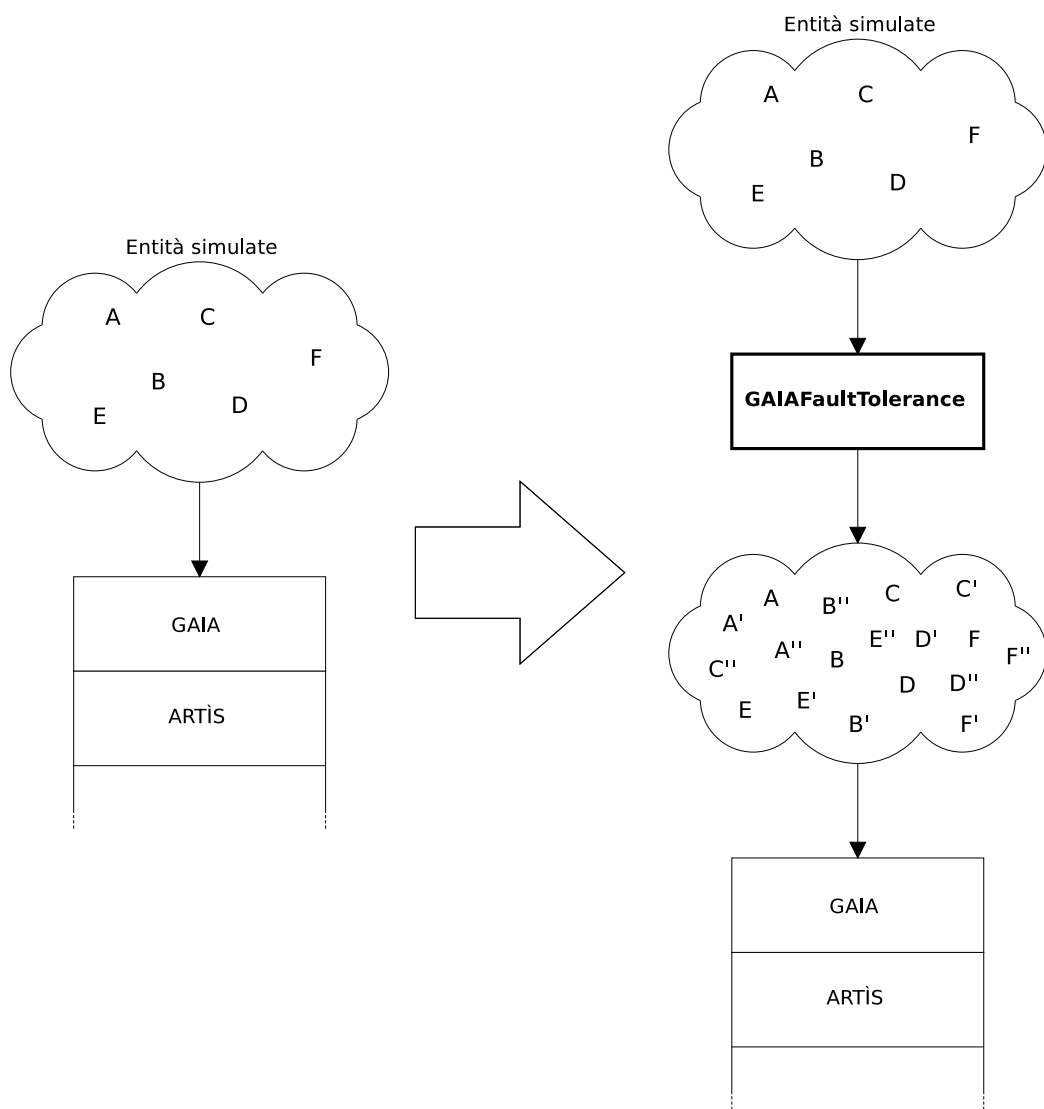 Entità simulate
A C
F
B
D
E
GAIA
ARTÌS
Entità simulate
A C
F
B
D
E
GAIAFaultTolerance
A B'' C C'
A' E'' D' F
C'' A'' B F''
E E' D D''
B' F'
GAIA
ARTÌS